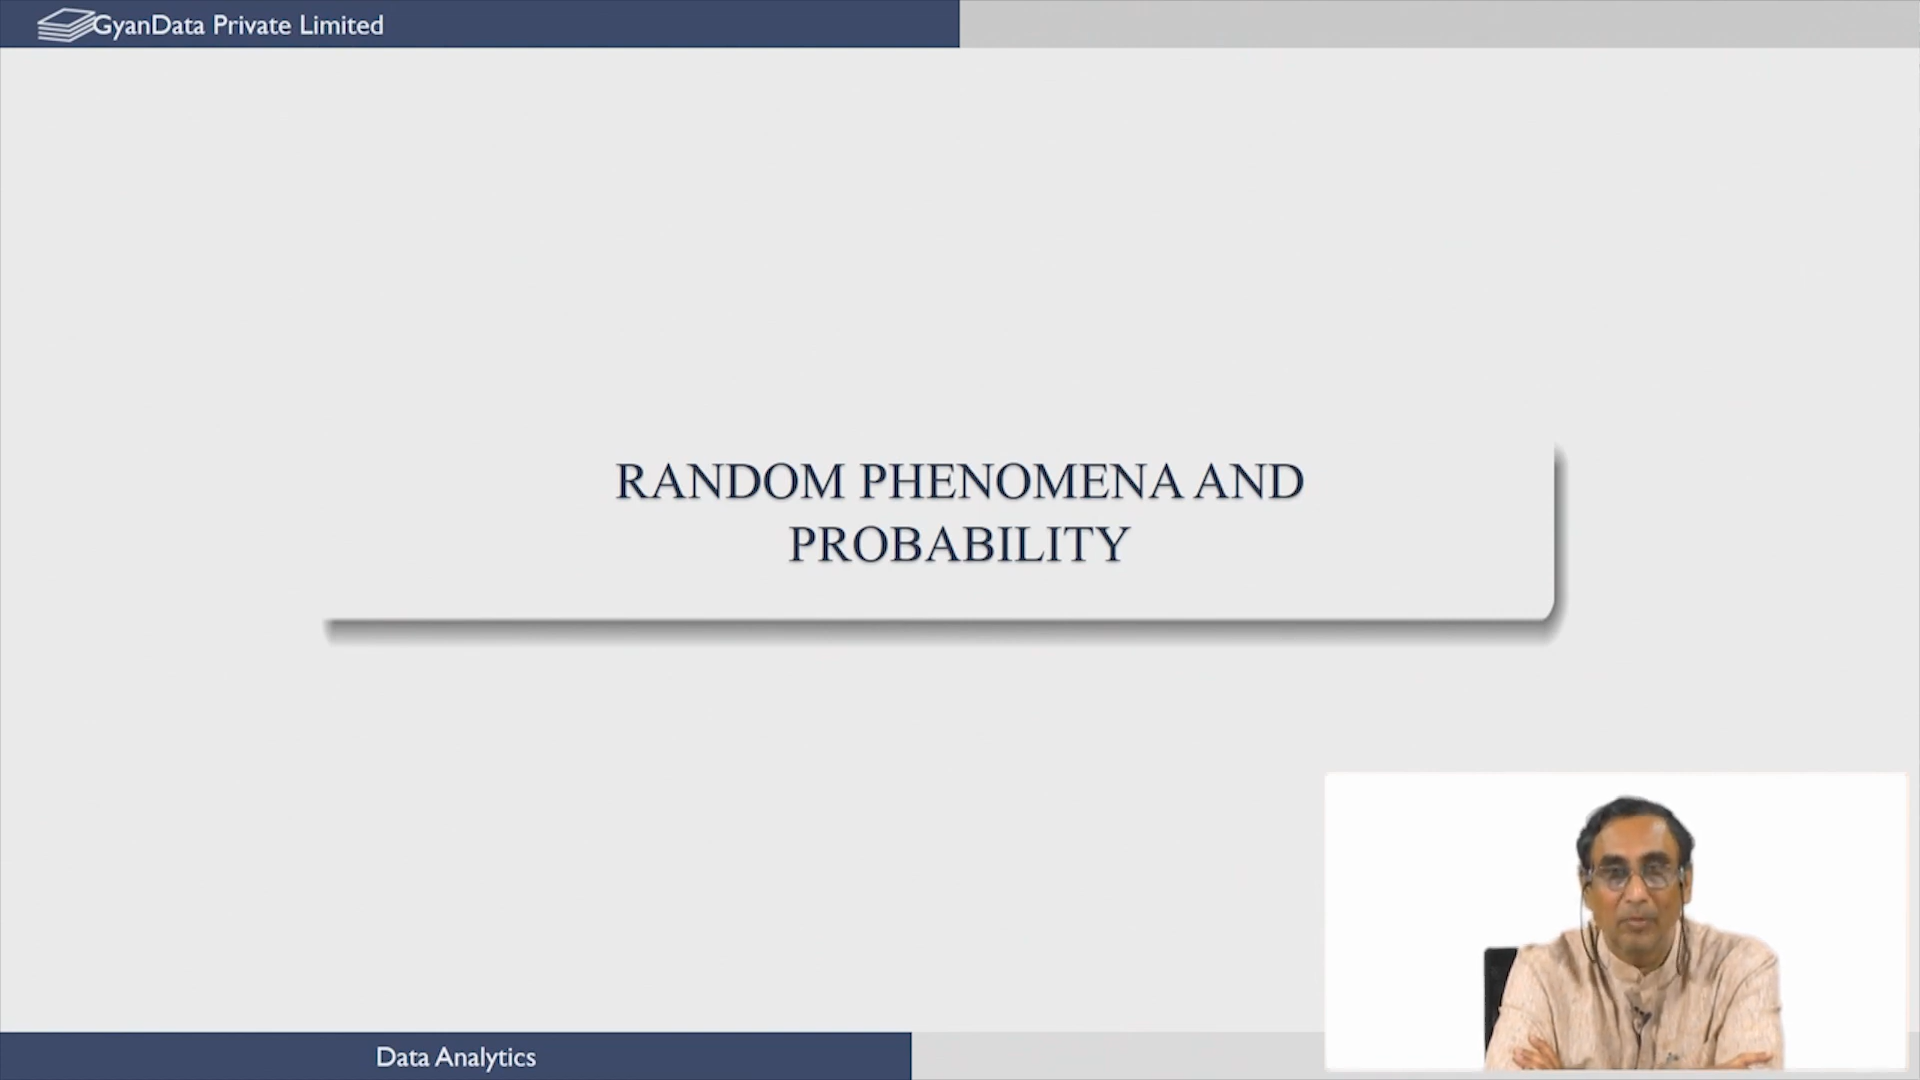 GyanData Private Limited
RANDOM PHENOMENA AND
PROBABILITY
Data Analytics